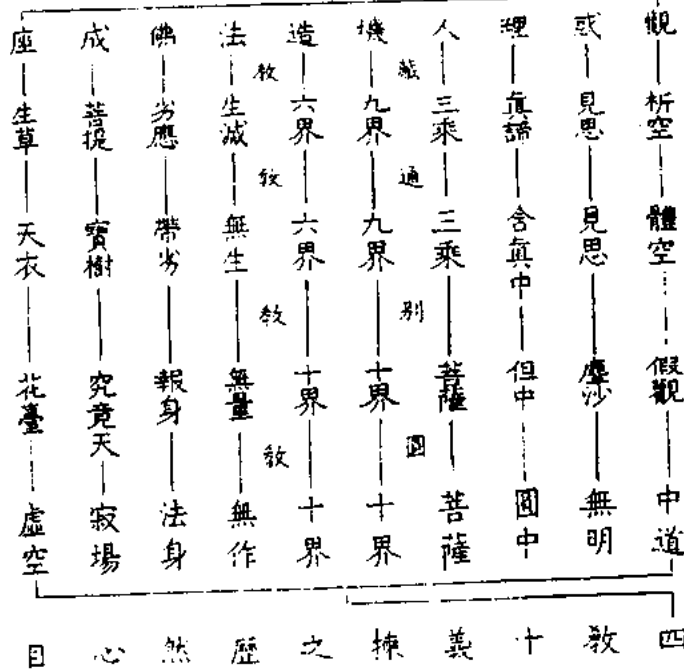 觀 析空 體空 假觀 中道
惑 見思 見思 塵沙 無明
理 眞諦 含眞中 但中 圓中
人 三乘 三乘 菩薩 菩薩
藏 通 別 圓
機 九界 九界 十界 十界
造 六界 六界 十界 十界
教 教 教 教
法 生滅 無生 無量 無作
佛 劣應 帶劣 報身 法身
成 菩提 寶樹 究竟天 寂場
座 生草 天衣 花臺 虛空
四教十義揀之歷然心目